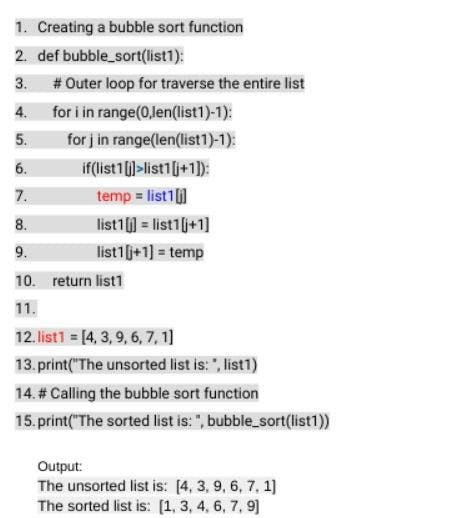 1. Creating a bubble sort function
2. def bubble_sort(list1):
3. # Outer loop for traverse the entire list
4. for i in range(0,len(list1)-1):
5. for j in range(len(list1)-1):
6. if(list1[j]>list1[j+1]):
7. temp = list1[j]
8. list1[j] = list1[j+1]
9. list1[j+1] = temp
10. return list1
11.
12. list1 = [4, 3, 9, 6, 7, 1]
13. print("The unsorted list is: ", list1)
14. # Calling the bubble sort function
15. print("The sorted list is: ", bubble_sort(list1))
Output:
The unsorted list is:  [4, 3, 9, 6, 7, 1]
The sorted list is:  [1, 3, 4, 6, 7, 9]